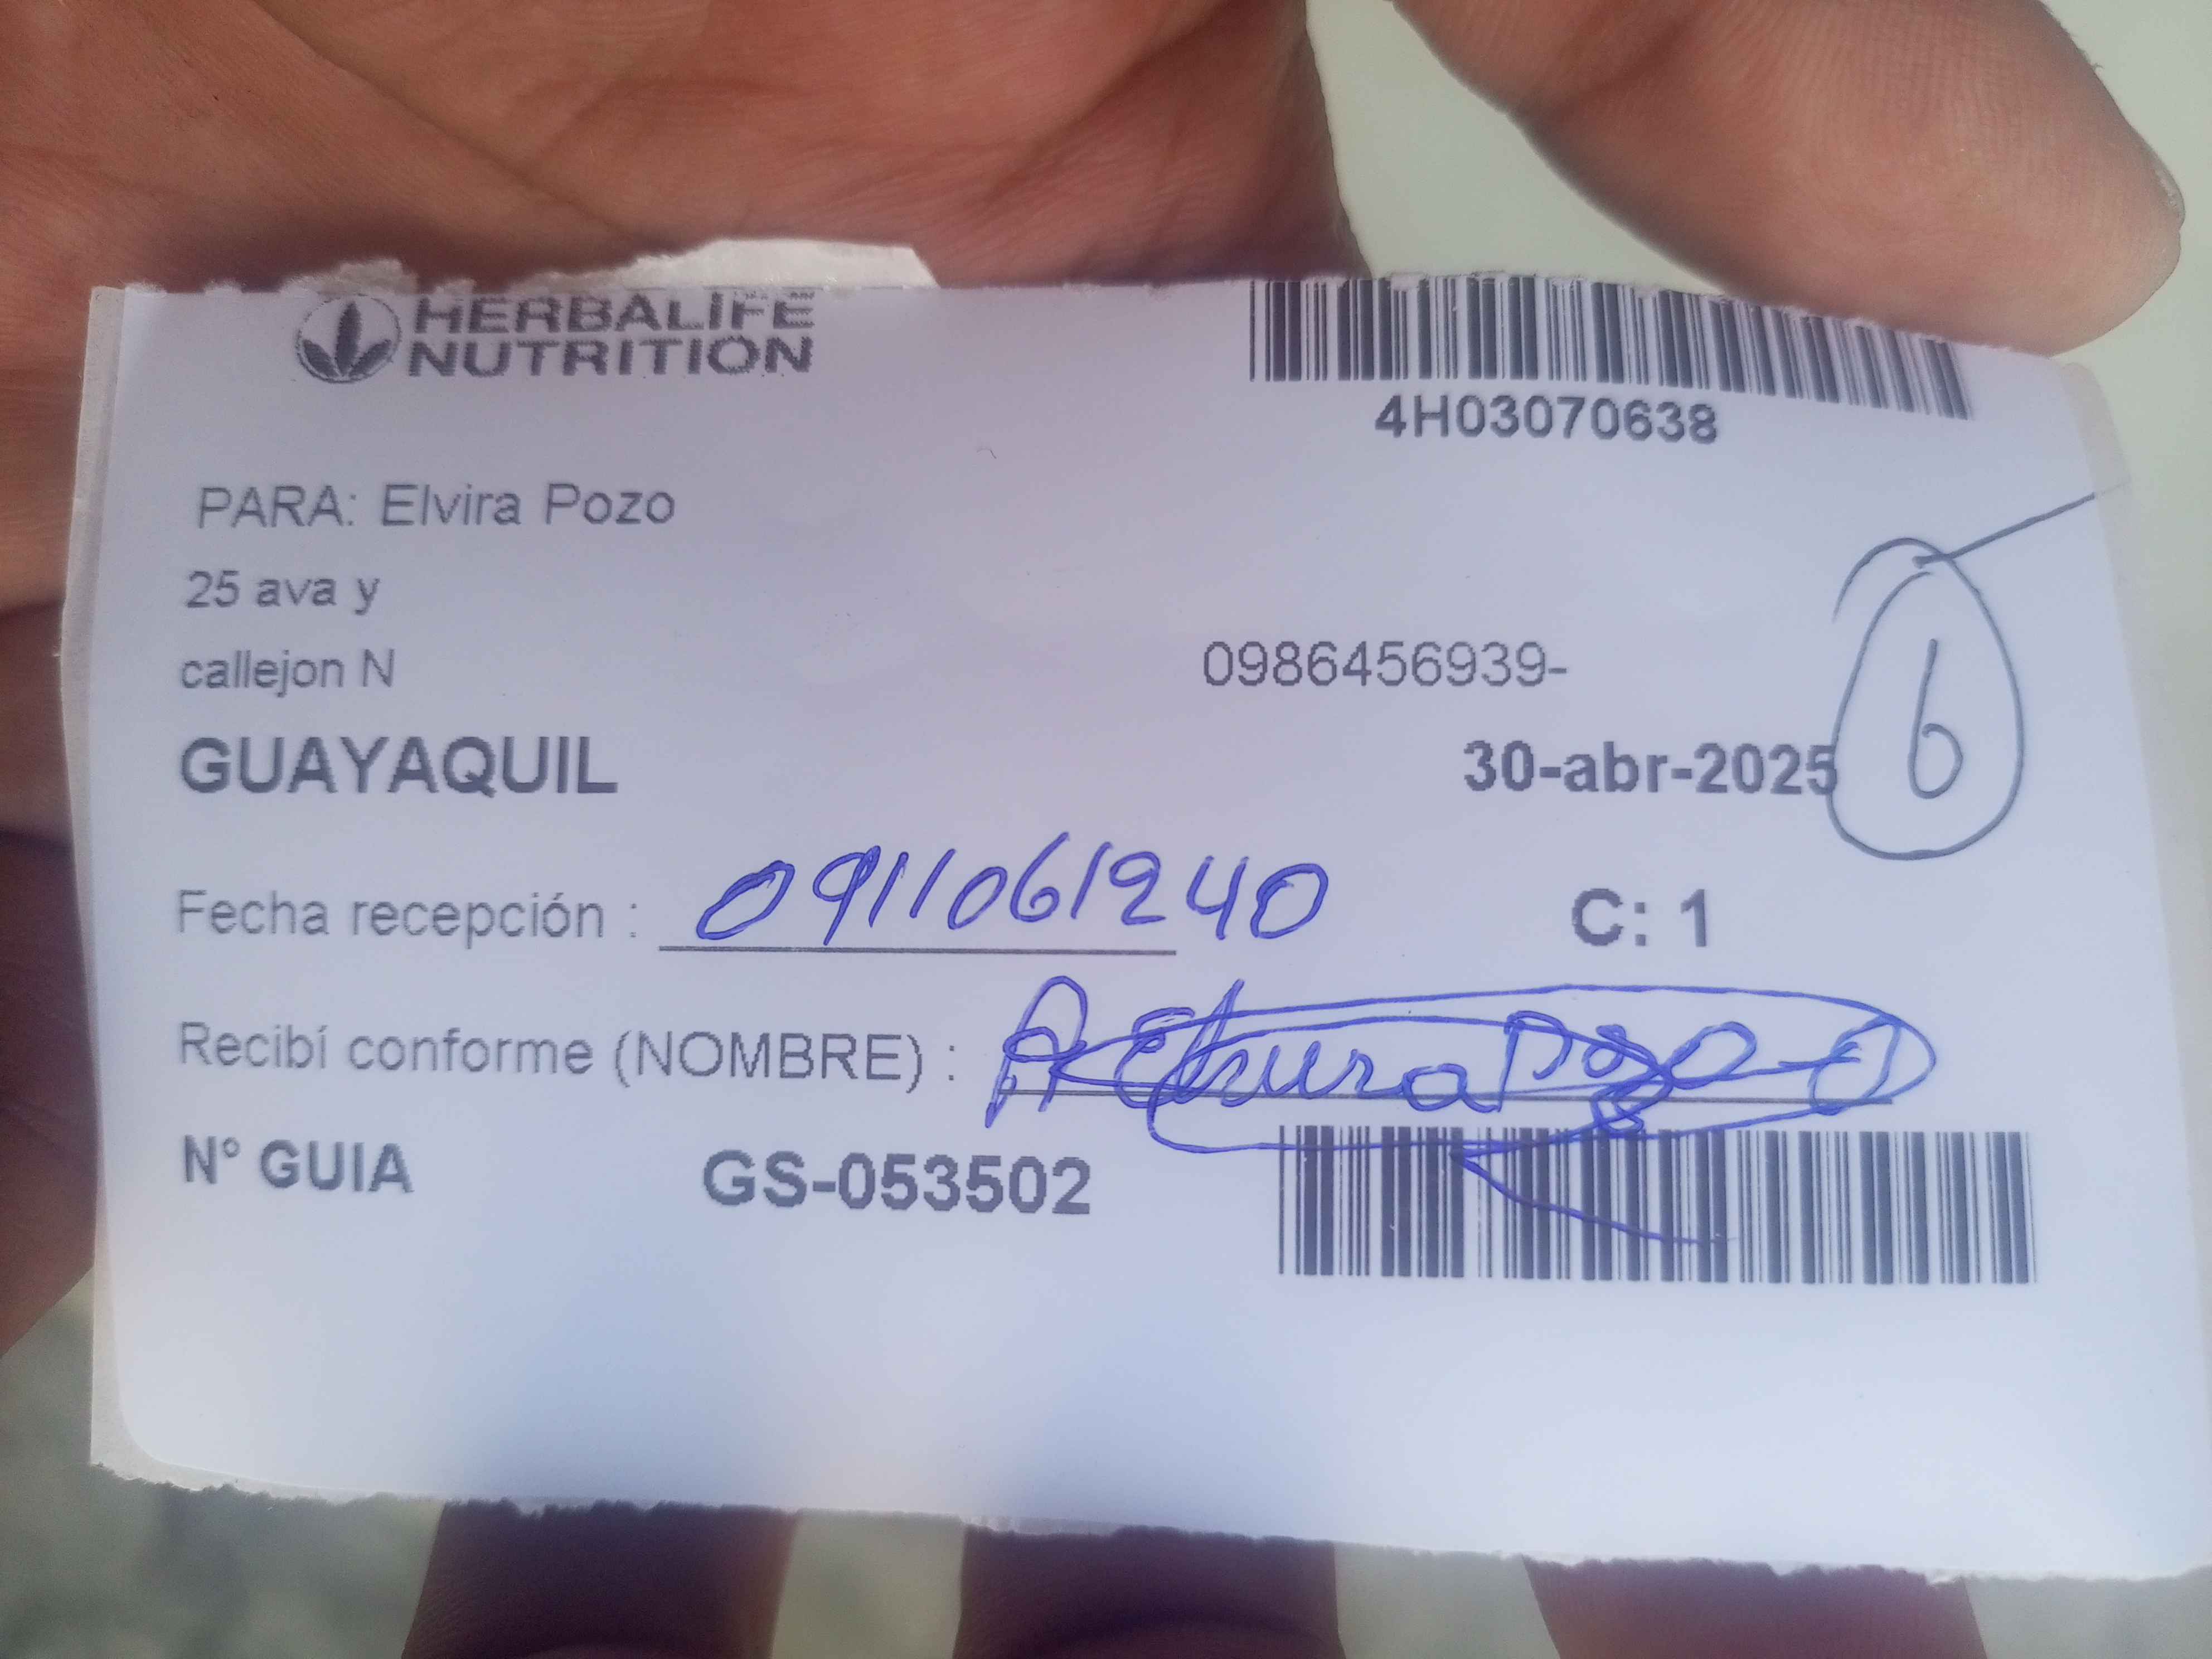 HERBALIFE
NUTRITION
4H03070638
PARA: Elvira Pozo
25 ava y
callejon N
0986456939-
GUAYAQUIL
30-abr-2025
6
Fecha recepción : 0911061240
C: 1
Recibí conforme (NOMBRE) : Pozo
N° GUIA
GS-053502